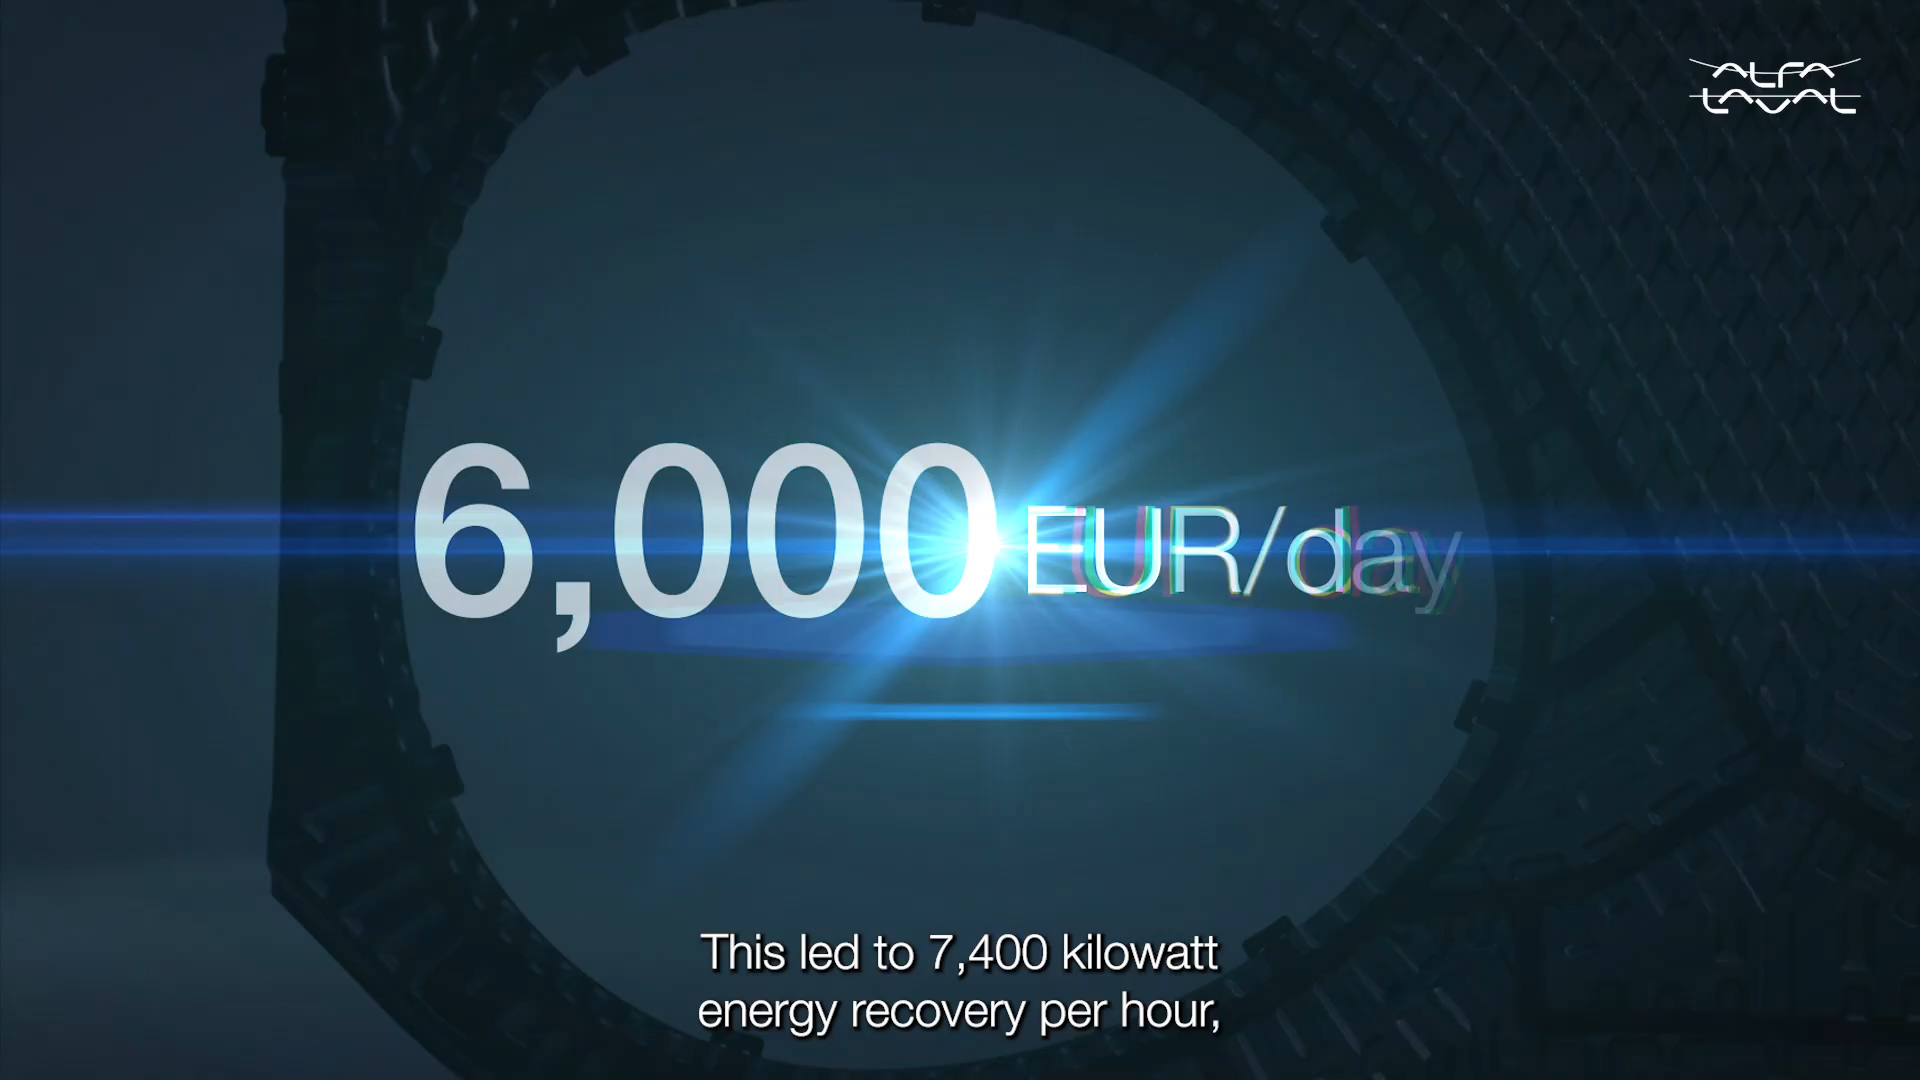 ALFA
LAVAL
6,000 EUR/day
This led to 7,400 kilowatt
energy recovery per hour,